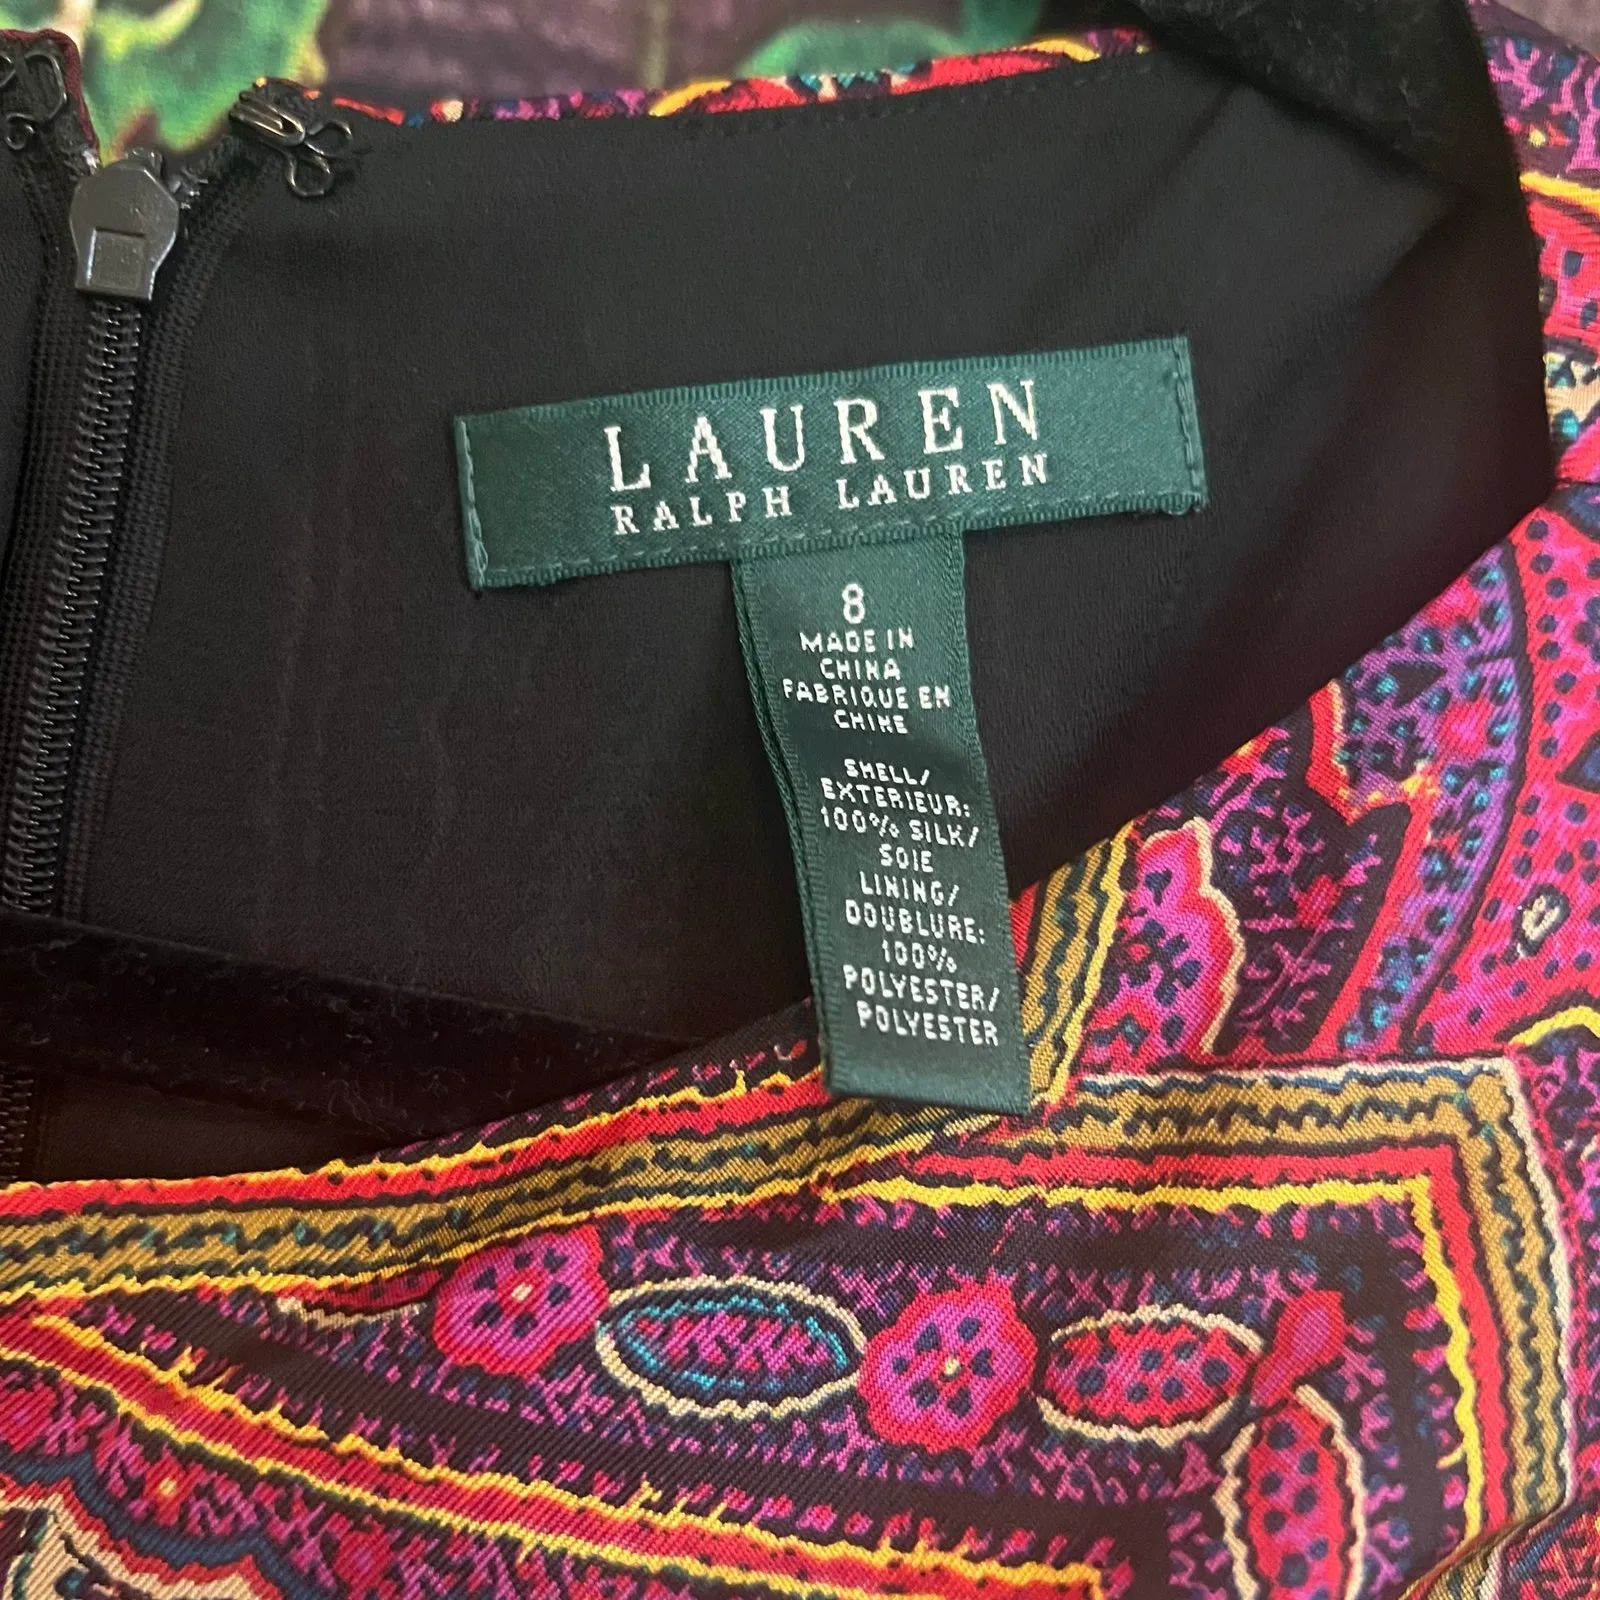 LAUREN
RALPH LAUREN
8
MADE IN
CHINA
FABRIQUE EN
CHINE
SHELL/
EXTERIEUR:
100% SILK/
SOIE
LINING/
DOUBLURE:
100%
POLYESTER/
POLYESTER